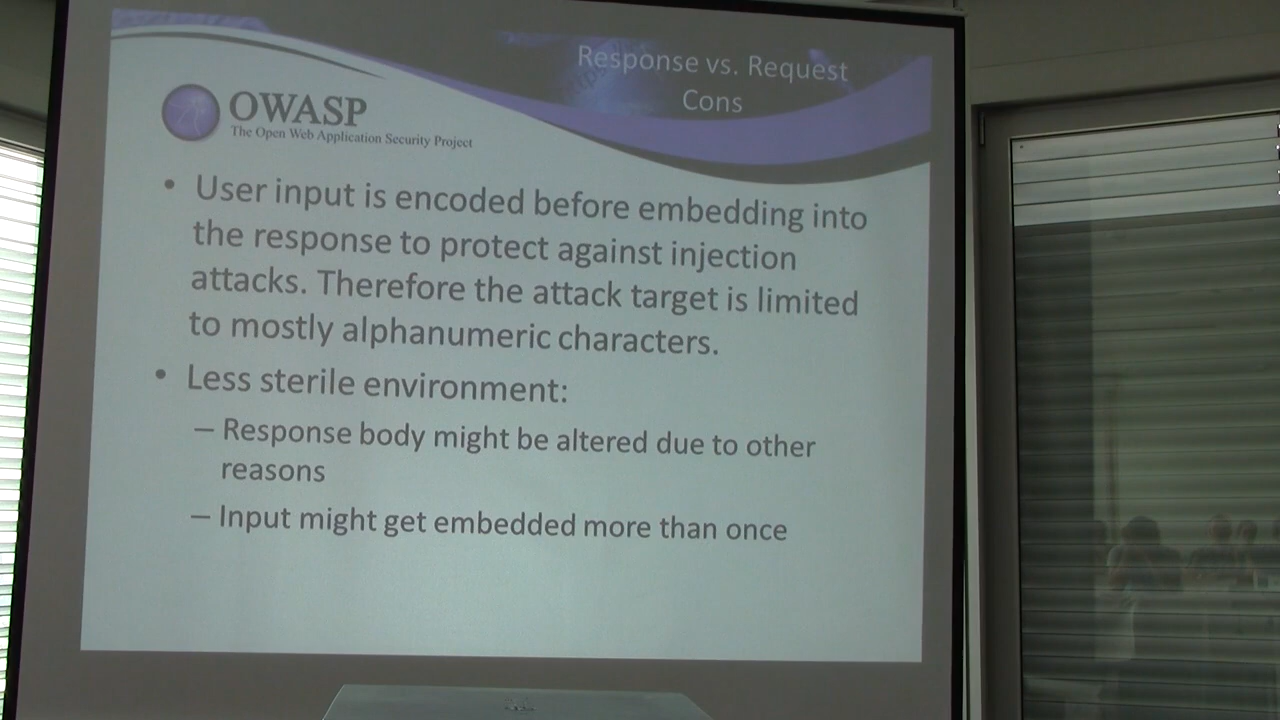 Response vs. Request
Cons
OWASP
The Open Web Application Security Project
• User input is encoded before embedding into
the response to protect against injection
attacks. Therefore the attack target is limited
to mostly alphanumeric characters.
• Less sterile environment:
– Response body might be altered due to other
reasons
– Input might get embedded more than once